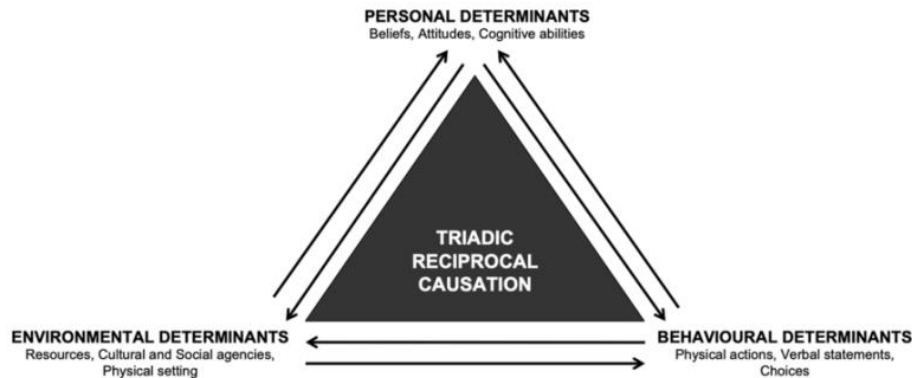 PERSONAL DETERMINANTS
Beliefs, Attitudes, Cognitive abilities
TRIADIC
RECIPROCAL
CAUSATION
ENVIRONMENTAL DETERMINANTS
Resources, Cultural and Social agencies,
Physical setting
BEHAVIOURAL DETERMINANTS
Physical actions, Verbal statements,
Choices